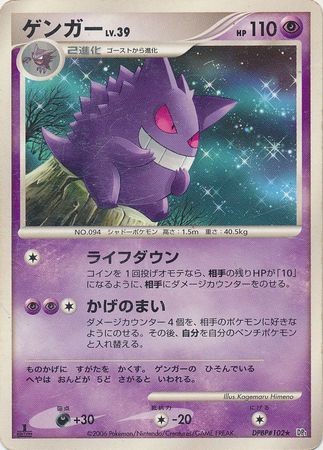 ゲンガー LV.39 HP 110
2進化 ゴーストから進化
NO.094 シャドーポケモン 高さ:1.5m 重さ:40.5kg
ライフダウン
コインを1回投げオモテなら、相手の残りHPが「10」
になるように、相手にダメージカウンターをのせる。
かげのまい
ダメージカウンター4個を、相手のポケモンに好きな
ようにのせる。その後、自分を自分のベンチポケモン
と入れ替える。
ものかげに すがたを かくす。 ゲンガーの ひそんでいる
へやは おんどが 5ど さがると いわれる。
Illus. Kagemaru Himeno
弱点 +30 抵抗力 -20 にげる
1 EDITION ©2006 Pokémon/Nintendo/Creatures/GAME FREAK. DPBP#102★